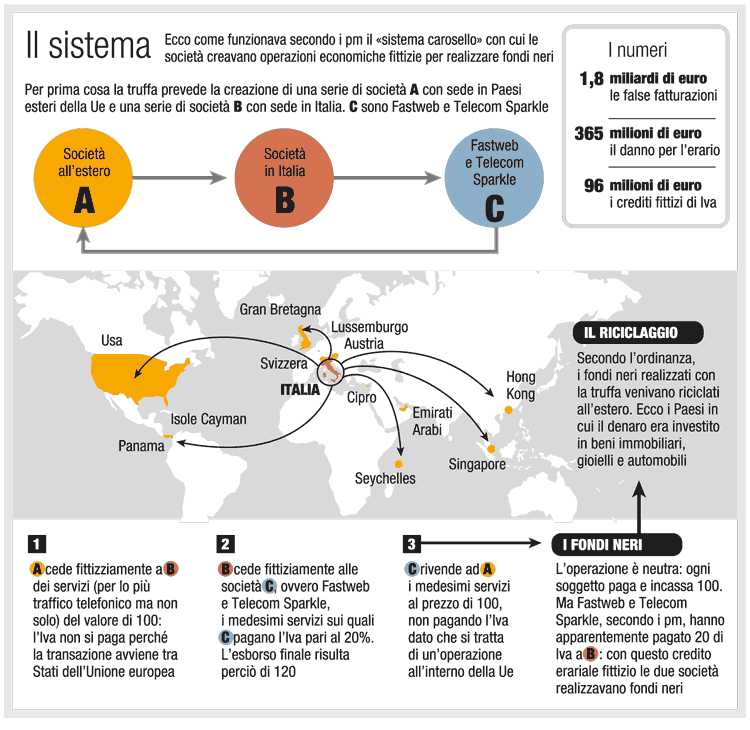 Il sistema
Ecco come funzionava secondo i pm il «sistema carosello» con cui le
società creavano operazioni economiche fittizie per realizzare fondi neri
Per prima cosa la truffa prevede la creazione di una serie di società A con sede in Paesi
esteri della Ue e una serie di società B con sede in Italia. C sono Fastweb e Telecom Sparkle
Società
all'estero
A
Società
in Italia
B
Fastweb
e Telecom
Sparkle
C
I numeri
1,8 miliardi di euro
le false fatturazioni
365 milioni di euro
il danno per l'erario
96 milioni di euro
i crediti fittizi di Iva
Gran Bretagna
Usa
Lussemburgo
Austria
Svizzera
ITALIA
Cipro
Hong
Kong
Isole Cayman
Emirati
Arabi
Panama
Seychelles
Singapore
IL RICICLAGGIO
Secondo l'ordinanza,
i fondi neri realizzati con
la truffa venivano riciclati
all'estero. Ecco i Paesi in
cui il denaro era investito
in beni immobiliari,
gioielli e automobili
1
A cede fittizziamente a B
dei servizi (per lo più
traffico telefonico ma non
solo) del valore di 100:
l'Iva non si paga perché
la transazione avviene tra
Stati dell'Unione europea
2
B cede fittiziamente alle
società C, ovvero Fastweb
e Telecom Sparkle,
i medesimi servizi sui quali
C pagano l'Iva pari al 20%.
L'esborso finale risulta
perciò di 120
3
C rivende ad A
i medesimi servizi
al prezzo di 100,
non pagando l'Iva
dato che si tratta
di un'operazione
all'interno della Ue
I FONDI NERI
L'operazione è neutra: ogni
soggetto paga e incassa 100.
Ma Fastweb e Telecom
Sparkle, secondo i pm, hanno
apparentemente pagato 20 di
Iva a B: con questo credito
erariale fittizio le due società
realizzavano fondi neri